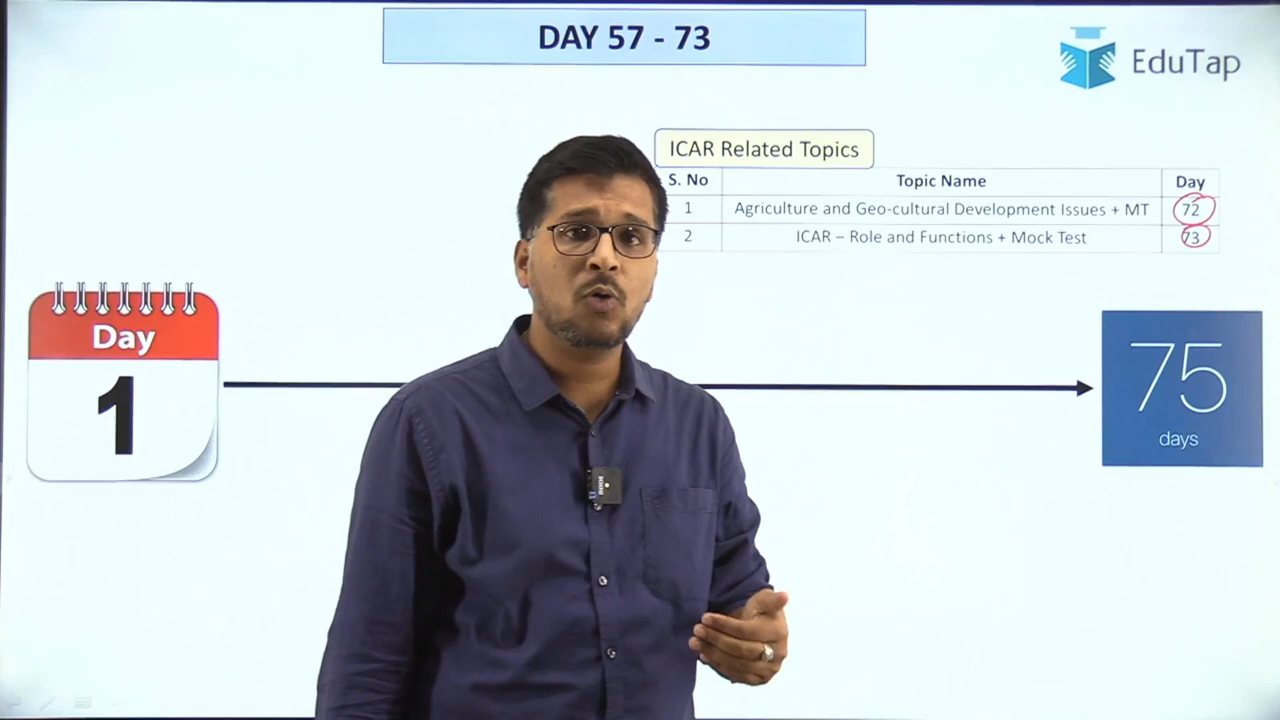 DAY 57 - 73
EduTap
ICAR Related Topics
S. No Topic Name Day
1 Agriculture and Geo-cultural Development Issues + MT 72
2 ICAR – Role and Functions + Mock Test 73
Day
1
75
days